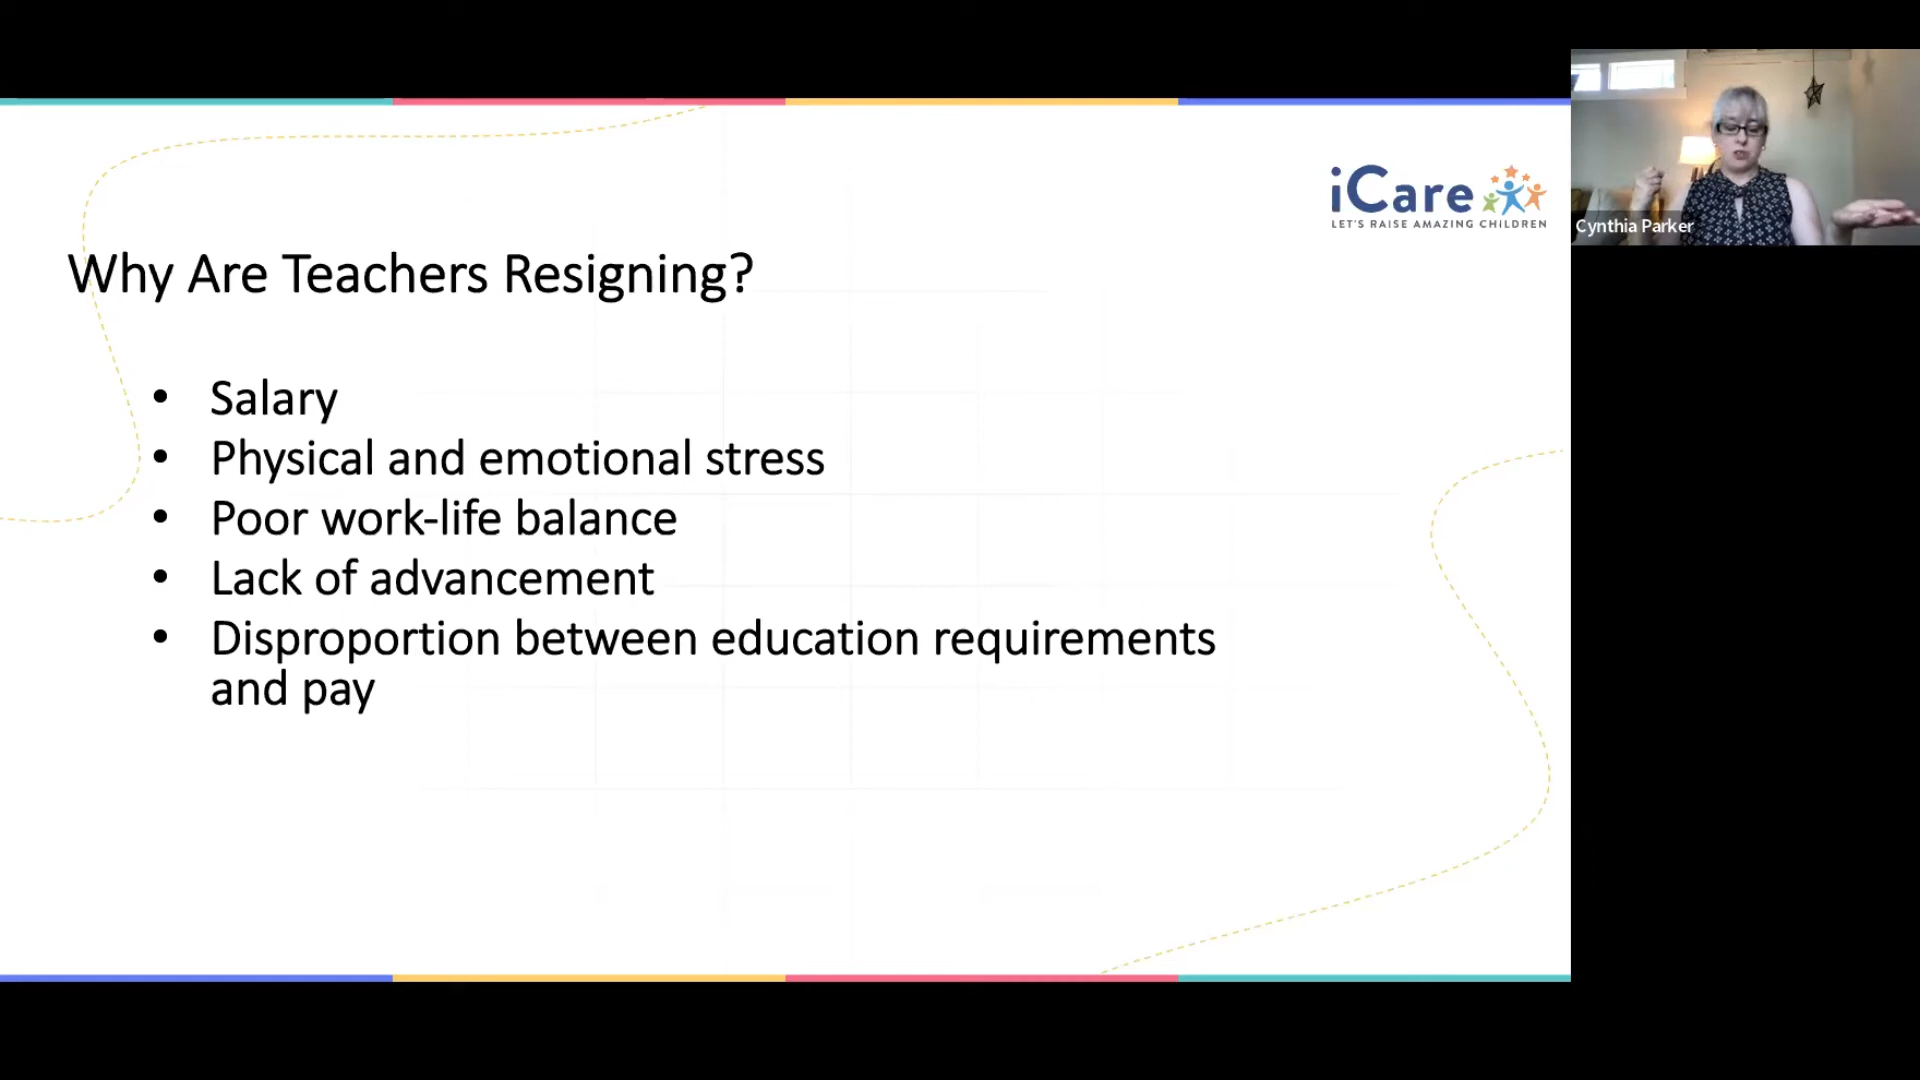 iCare
LET'S RAISE AMAZING CHILDREN
Cynthia Parker
Why Are Teachers Resigning?
• Salary
• Physical and emotional stress
• Poor work-life balance
• Lack of advancement
• Disproportion between education requirements
and pay